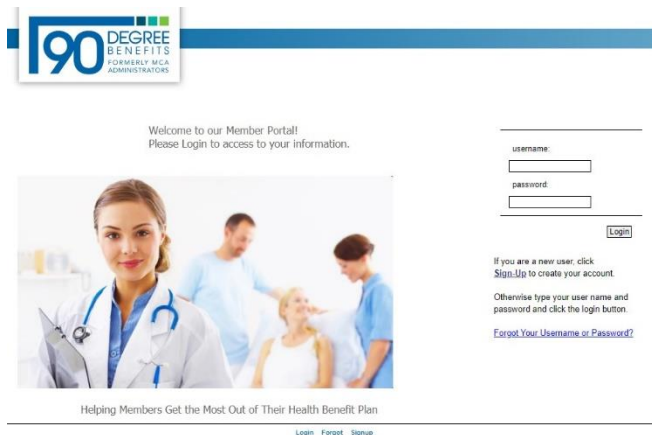 90 DEGREE
BENEFITS
FORMERLY MCA
ADMINISTRATORS
Welcome to our Member Portal!
Please Login to access to your information.
username:
password:
Login
If you are a new user, click
Sign-Up to create your account.
Otherwise type your user name and
password and click the login button.
Forgot Your Username or Password?
Helping Members Get the Most Out of Their Health Benefit Plan
Login Forgot Signup